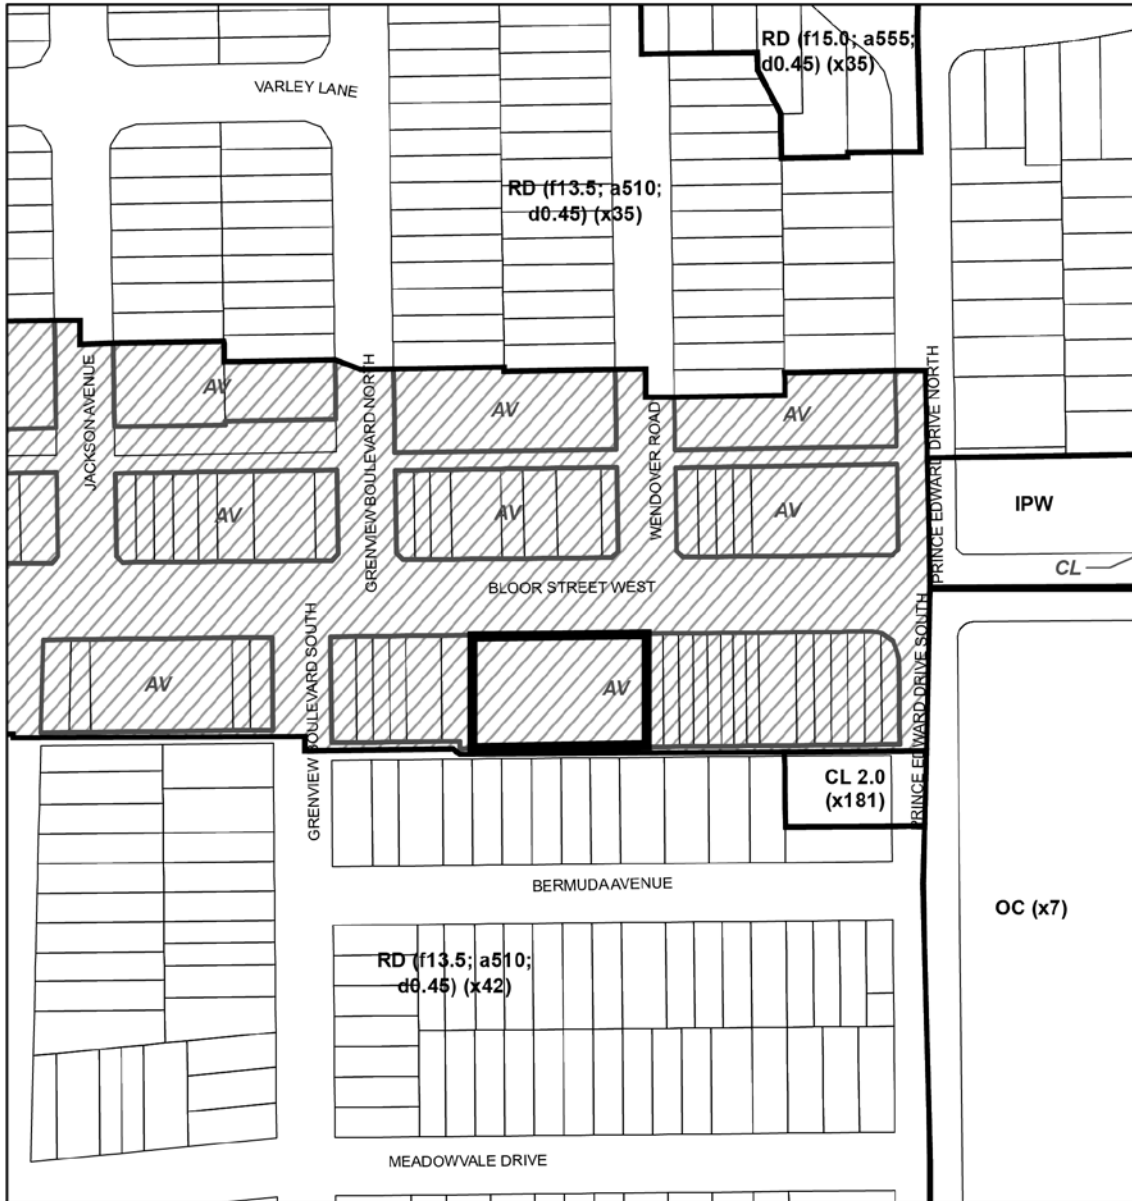 RD (f15.0; a555;
d0.45) (x35)
VARLEY LANE
RD (f13.5; a510;
d0.45) (x35)
JACKSON AVENUE
AV
GRENVIEW BOULEVARD NORTH
AV
WENDOVER ROAD
AV
PRINCE EDWARD DRIVE NORTH
AV
AV
AV
IPW
CL
BLOOR STREET WEST
GRENVIEW BOULEVARD SOUTH
AV
AV
PRINCE EDWARD DRIVE SOUTH
CL 2.0
(x181)
BERMUDA AVENUE
OC (x7)
RD (f13.5; a510;
d0.45) (x42)
MEADOWVALE DRIVE